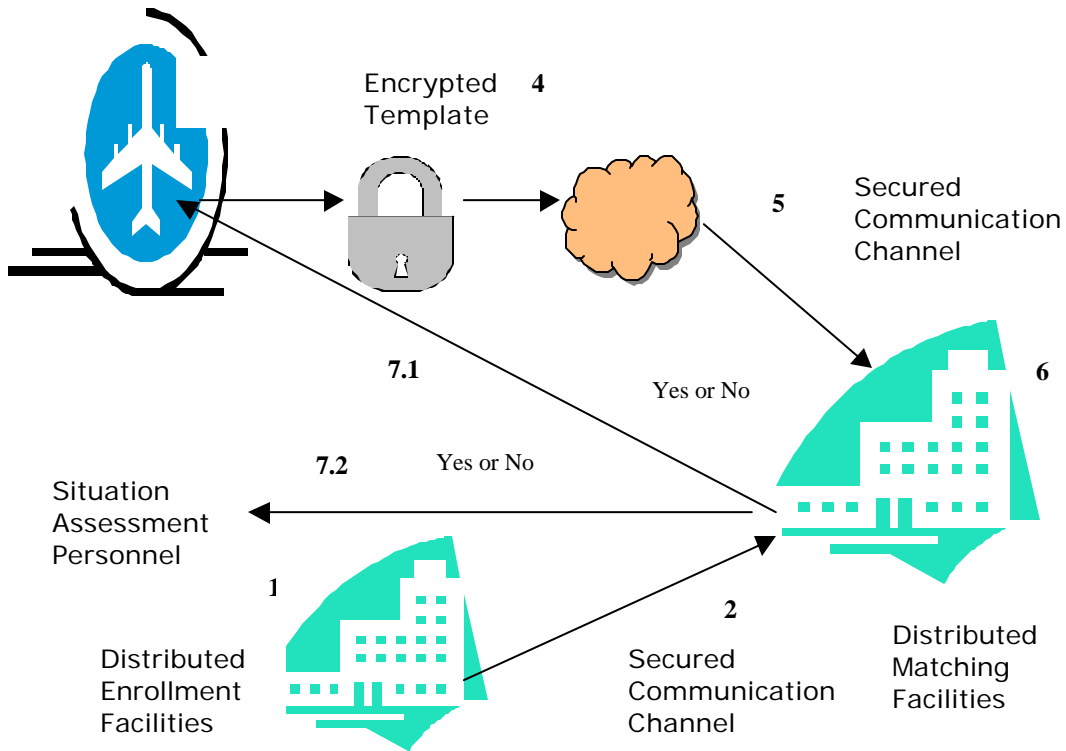 Encrypted 4
Template
Secured
5 Communication
Channel
7.1
Yes or No
6
7.2 Yes or No
Situation
Assessment
Personnel
1
2
Distributed
Enrollment
Facilities
Secured
Communication
Channel
Distributed
Matching
Facilities